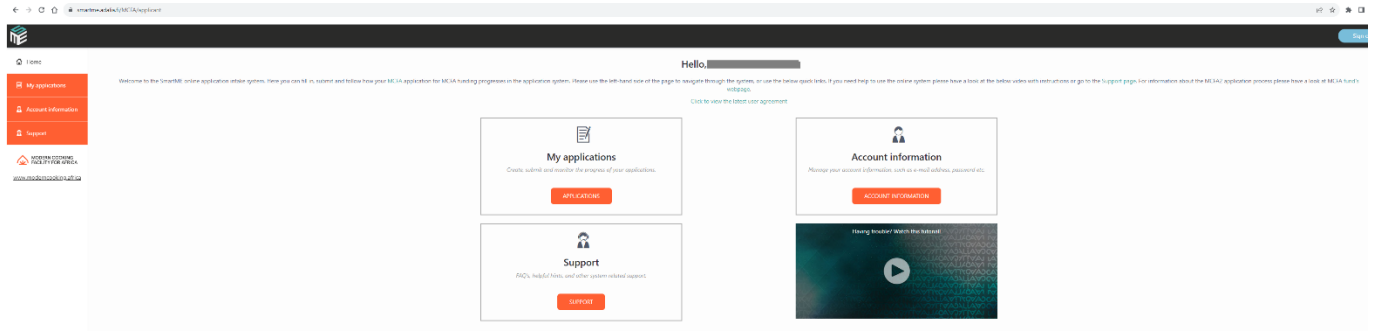 SME
Sign o
Home
My applications
Account information
Support
MODERN COOKING
FACILITY FOR AFRICA
www.moderncooking.africa
Hello,
Welcome to the SmartME online application intake system. Here you can fill in, submit and follow how your MCFA application for MCFA funding progresses in the application system. Please use the left-hand side of the page to navigate through the system, or use the below quick links. If you need help to use the online system please have a look at the below video with instructions or go to the Support page. For information about the MCFA2 application process please have a look at MCFA fund's
webpage.
Click to view the latest user agreement
My applications
Create, submit and monitor the progress of your applications.
APPLICATIONS
Account information
Manage your account information, such as e-mail address, password etc.
ACCOUNT INFORMATION
Support
FAQ's, helpful hints, and other system related support.
SUPPORT
Having trouble? Watch this tutorial!